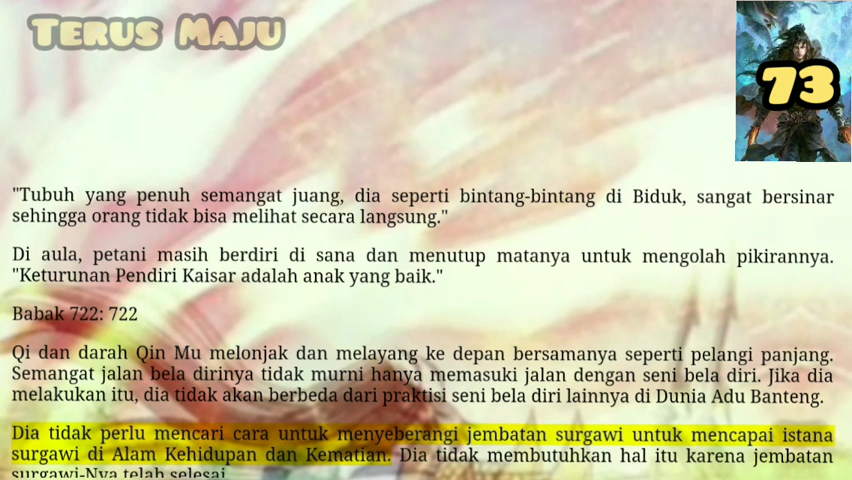 Terus Maju
73
"Tubuh yang penuh semangat juang, dia seperti bintang-bintang di Biduk, sangat bersinar
sehingga orang tidak bisa melihat secara langsung."
Di aula, petani masih berdiri di sana dan menutup matanya untuk mengolah pikirannya.
"Keturunan Pendiri Kaisar adalah anak yang baik."
Babak 722: 722
Qi dan darah Qin Mu melonjak dan melayang ke depan bersamanya seperti pelangi panjang.
Semangat jalan bela dirinya tidak murni hanya memasuki jalan dengan seni bela diri. Jika dia
melakukan itu, dia tidak akan berbeda dari praktisi seni bela diri lainnya di Dunia Adu Banteng.
Dia tidak perlu mencari cara untuk menyeberangi jembatan surgawi untuk mencapai istana
surgawi di Alam Kehidupan dan Kematian. Dia tidak membutuhkan hal itu karena jembatan
surgawi-Nya telah selesai